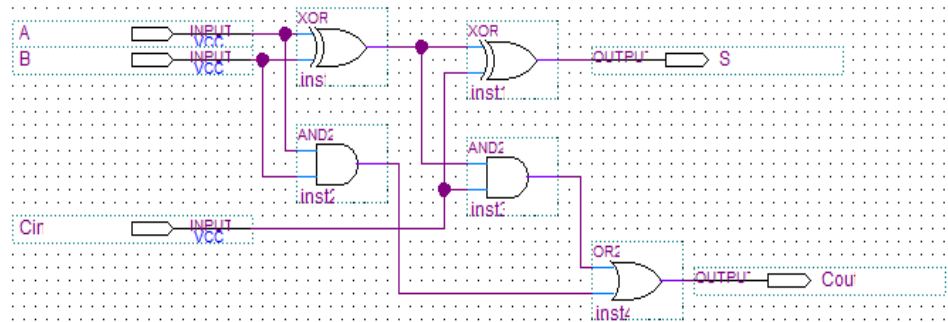 XOR
A INPUT VCC
XOR
B INPUT VCC
OUTPUT S
inst
inst1
AND2
AND2
inst2
inst3
Cin INPUT VCC
OR2
OUTPUT Cout
inst4